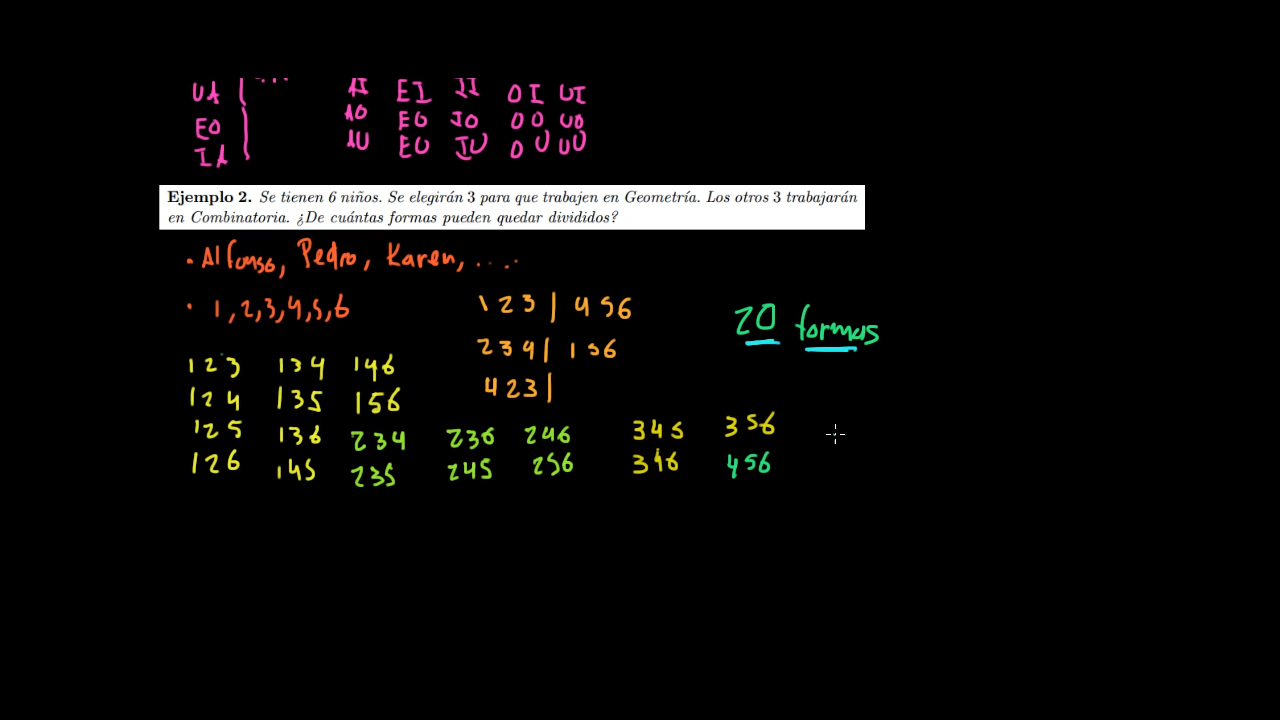 UA AI EI II OI UI
EO AO EO IO OO UO
IA AU EU IU OU UU
Ejemplo 2. Se tienen 6 niños. Se elegirán 3 para que trabajen en Geometría. Los otros 3 trabajarán
en Combinatoria. ¿De cuántas formas pueden quedar divididos?
• Alfonso, Pedro, Karen, ....
• 1,2,3,4,5,6
123 | 456
20 formas
234 | 156
423 |
123 134 146
124 135 156
125 136 234 236 246 345 356
126 145 235 245 256 346 456